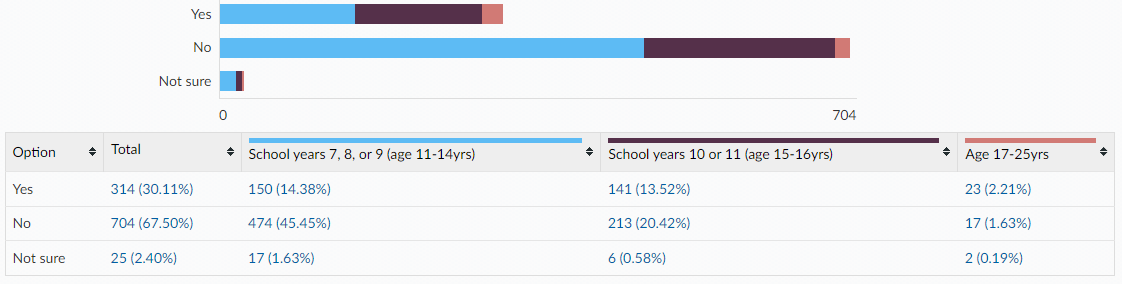 Yes
No
Not sure
0 704
Option Total School years 7, 8, or 9 (age 11-14yrs) School years 10 or 11 (age 15-16yrs) Age 17-25yrs
Yes 314 (30.11%) 150 (14.38%) 141 (13.52%) 23 (2.21%)
No 704 (67.50%) 474 (45.45%) 213 (20.42%) 17 (1.63%)
Not sure 25 (2.40%) 17 (1.63%) 6 (0.58%) 2 (0.19%)